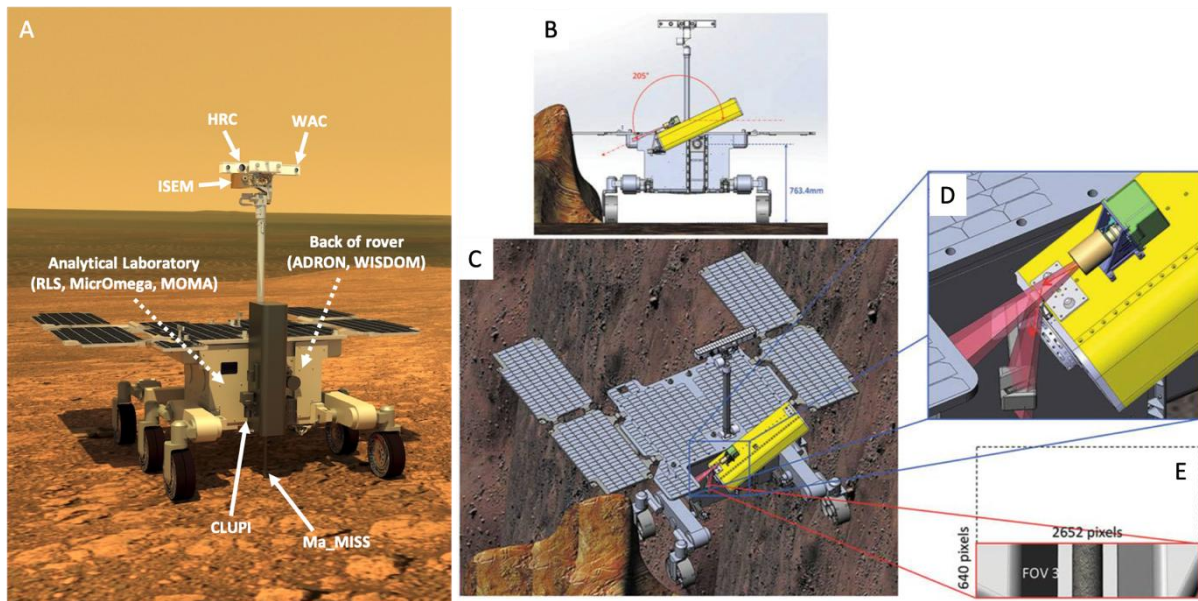 A
HRC
WAC
ISEM
Analytical Laboratory
(RLS, MicrOmega, MOMA)
Back of rover
(ADRON, WISDOM)
CLUPI
Ma_MISS
B
205°
763.4mm
C
D
E
2652 pixels
640 pixels
FOV 3